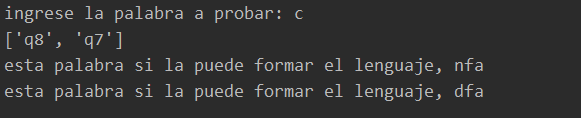 ingrese la palabra a probar: c
['q8', 'q7']
esta palabra si la puede formar el lenguaje, nfa
esta palabra si la puede formar el lenguaje, dfa